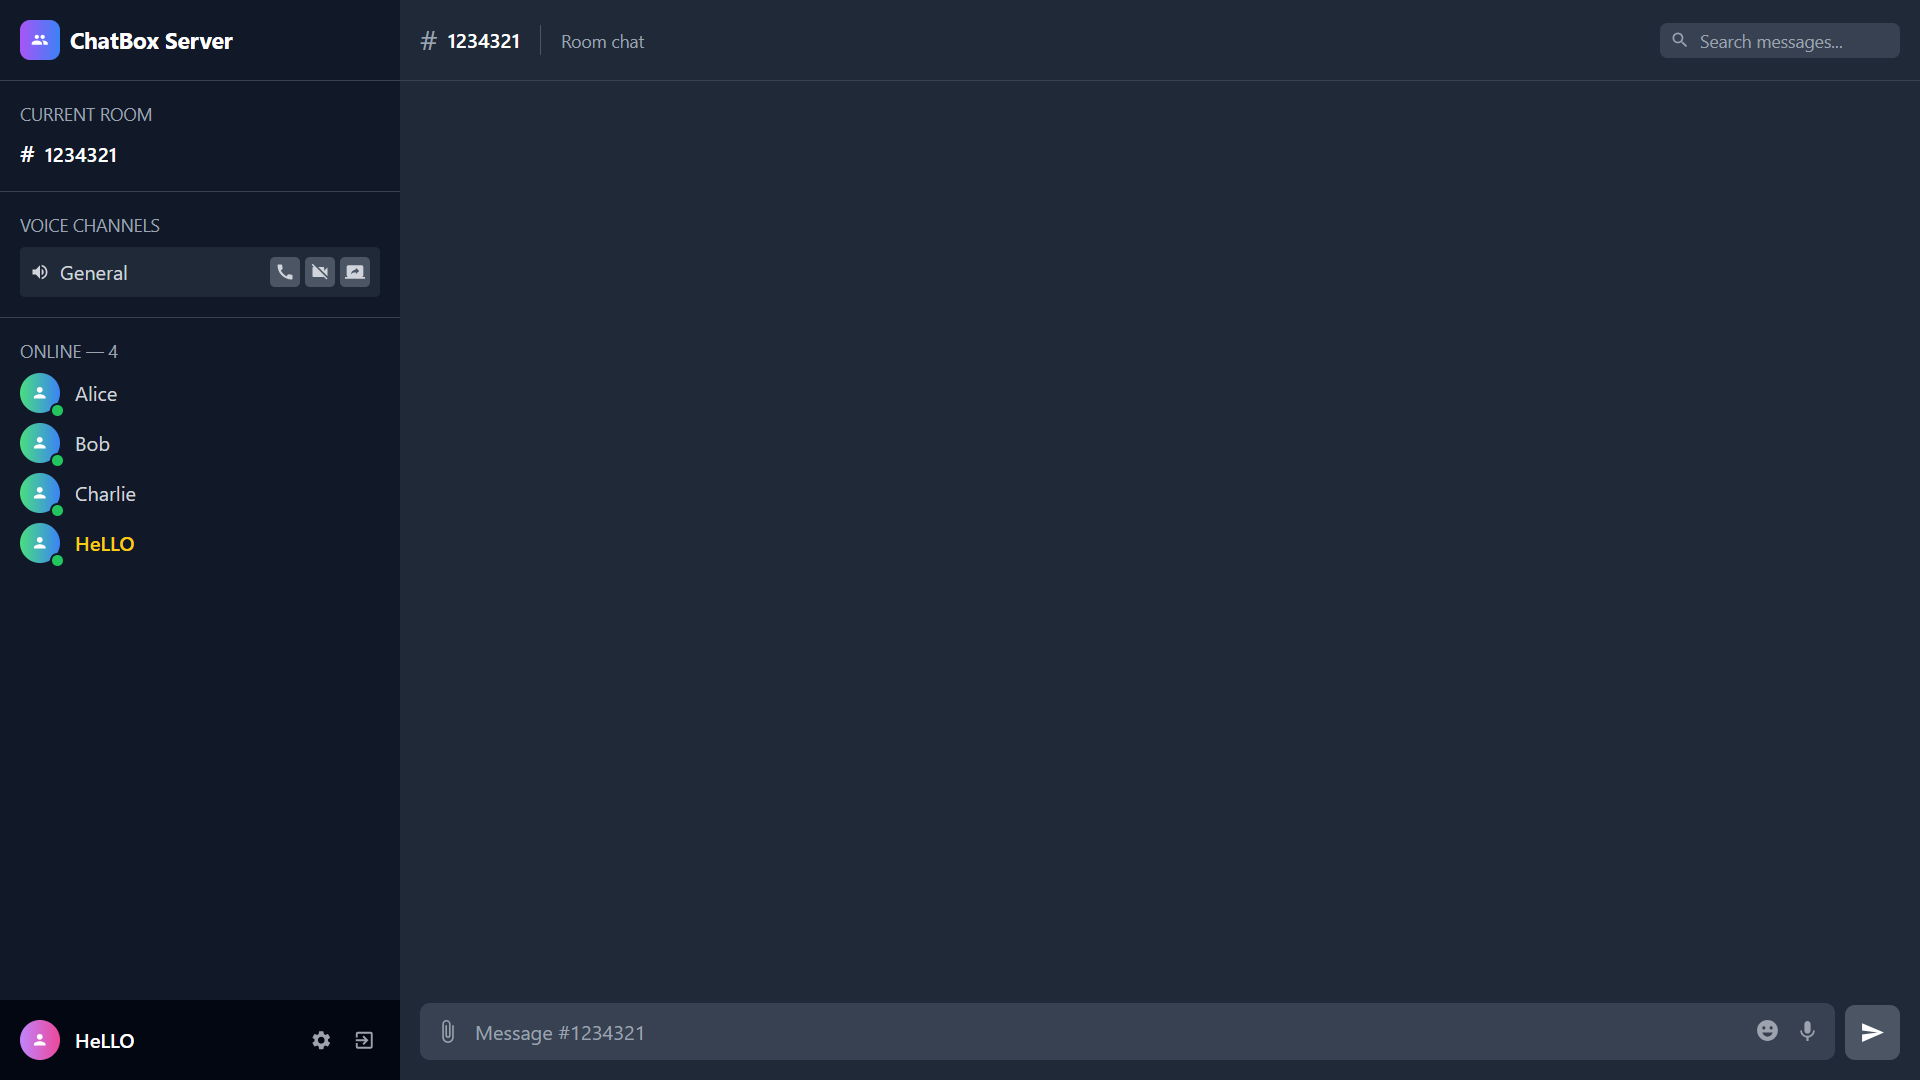 ChatBox Server
CURRENT ROOM
# 1234321
VOICE CHANNELS
General
ONLINE — 4
Alice
Bob
Charlie
HeLLO
HeLLO
# 1234321
Room chat
Search messages...
Message #1234321